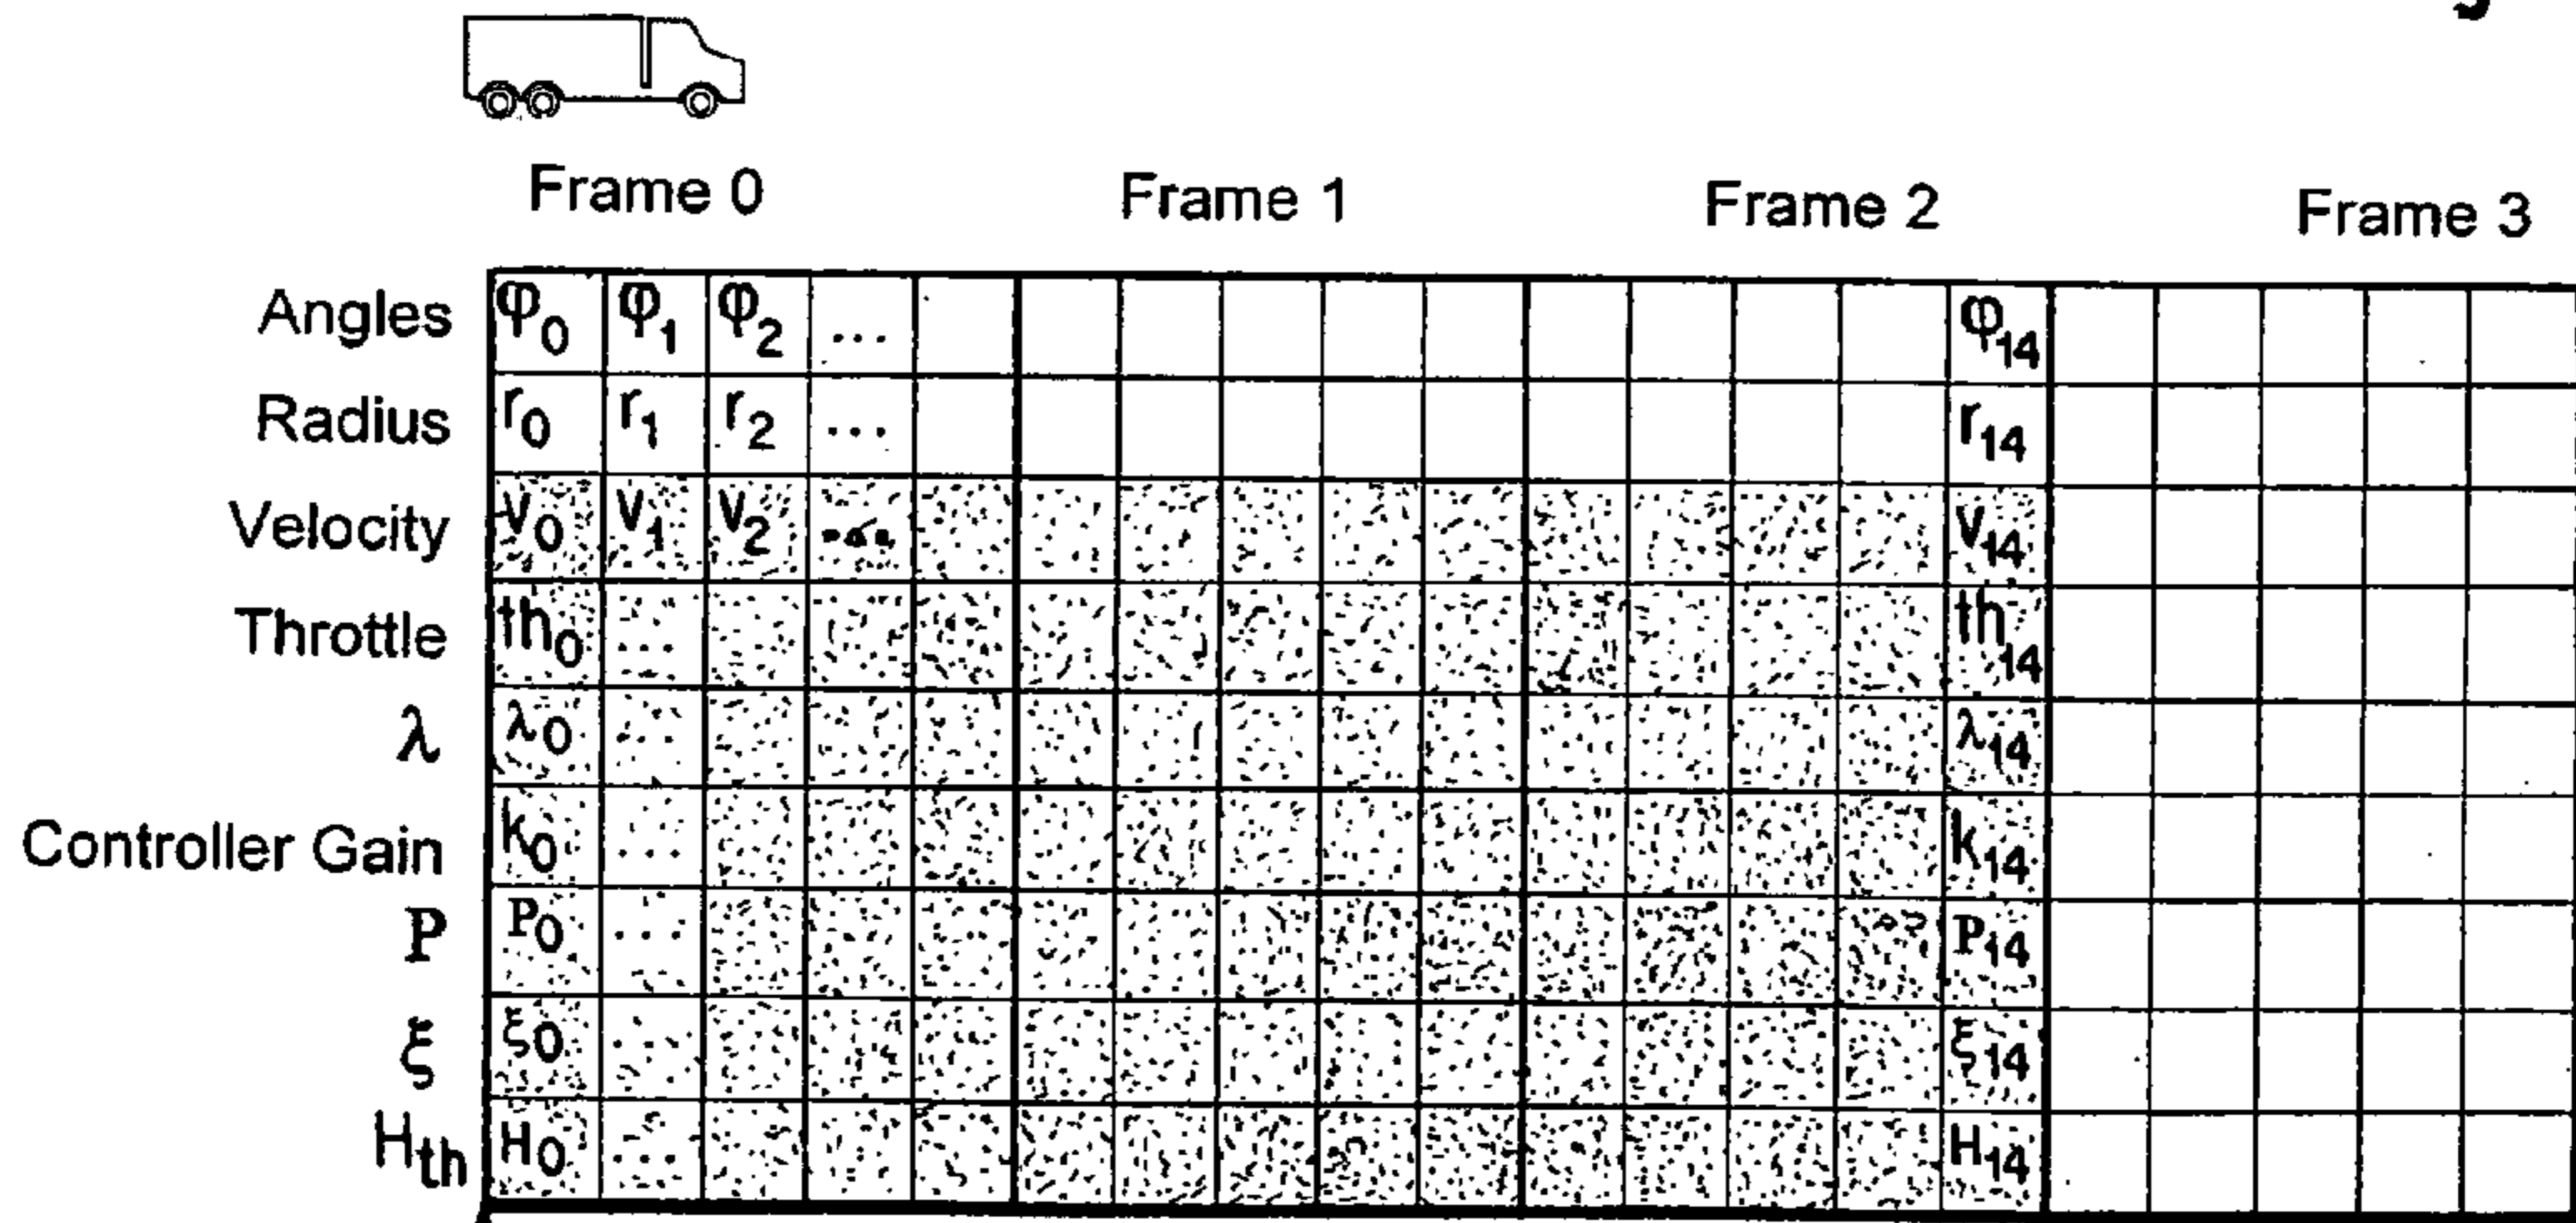 Frame 0 Frame 1 Frame 2 Frame 3
Angles φ0 φ1 φ2 ... φ14
Radius r0 r1 r2 ... r14
Velocity v0 v1 v2 ... v14
Throttle th0 ... th14
λ λ0 ... λ14
Controller Gain k0 ... k14
P P0 ... P14
ξ ξ0 ... ξ14
Hth H0 ... H14